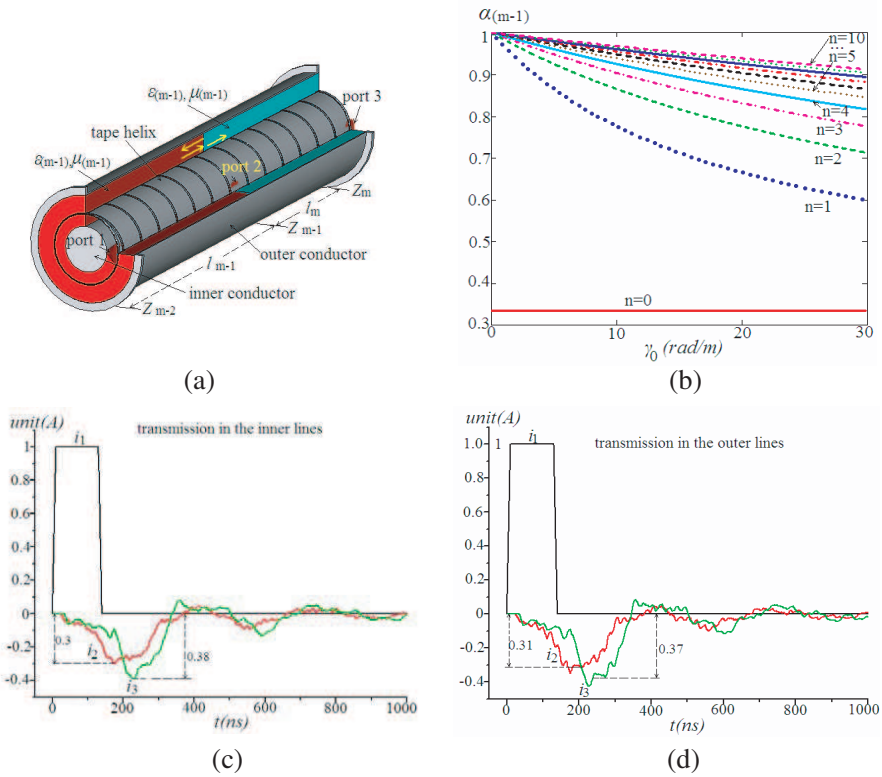 ε(m-1), μ(m-1)
port 3
tape helix
ε(m-1),μ(m-1)
port 2
port 1
Zm
lm
Z m-1
outer conductor
l m-1
inner conductor
Z m-2
(a)
α(m-1)
1
0.9
0.8
0.7
0.6
0.5
0.4
0.3
n=10
...
n=5
n=4
n=3
n=2
n=1
n=0
0 10 20 30
γ0 (rad/m)
(b)
unit(A)
i1
transmission in the inner lines
1
0.8
0.6
0.4
0.2
0
-0.2
-0.4
0.3
i2
0.38
i3
0 200 400 600 800 1000
t(ns)
(c)
unit(A)
i1
transmission in the outer lines
1
1.0
0.8
0.6
0.4
0.2
0
-0.2
-0.4
0.31
i2
0.37
i3
0 200 400 600 800 1000
t(ns)
(d)